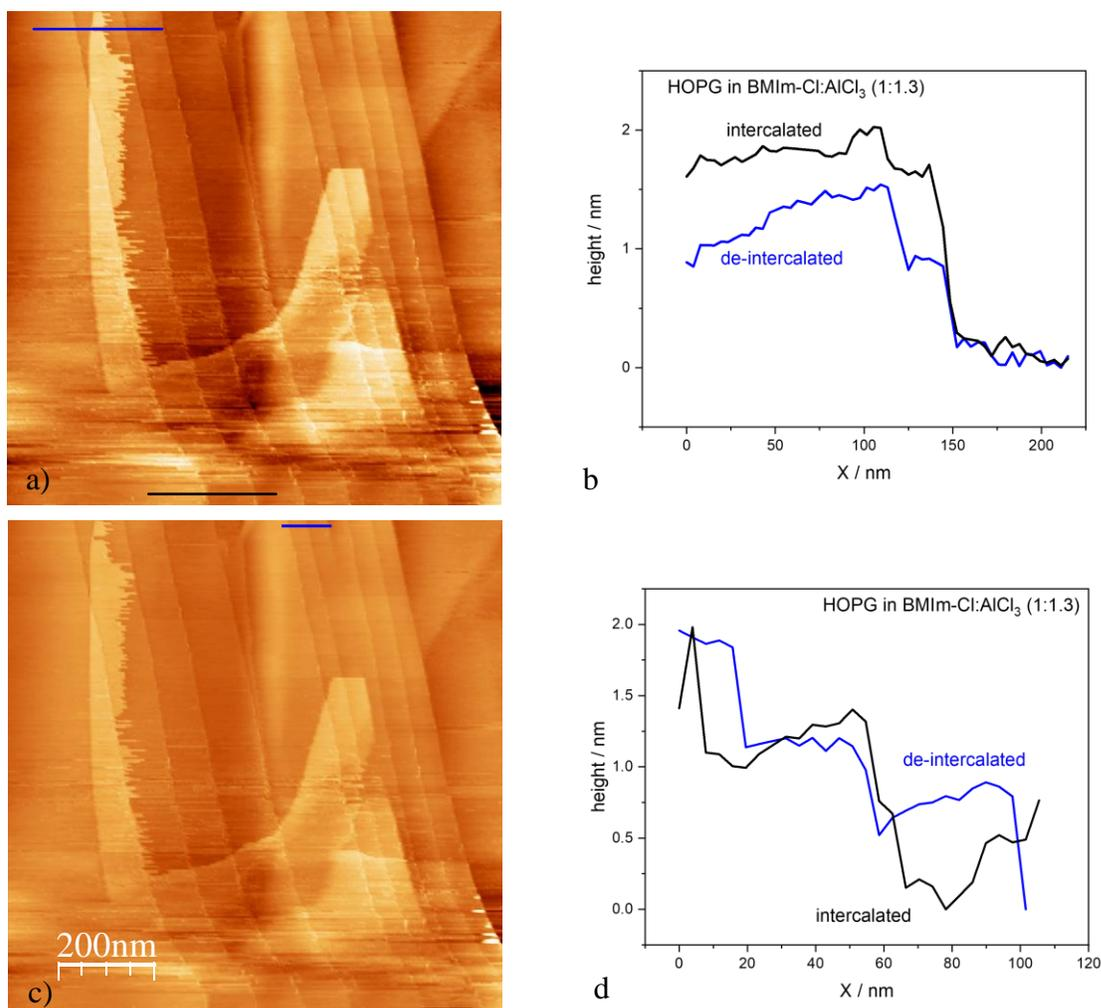 a)
HOPG in BMIm-Cl:AlCl₃ (1:1.3)
intercalated
de-intercalated
height / nm
2
1
0
0
50
100
150
200
X / nm
b
200nm
c)
HOPG in BMIm-Cl:AlCl₃ (1:1.3)
de-intercalated
intercalated
height / nm
2.0
1.5
1.0
0.5
0.0
0
20
40
60
80
100
120
X / nm
d